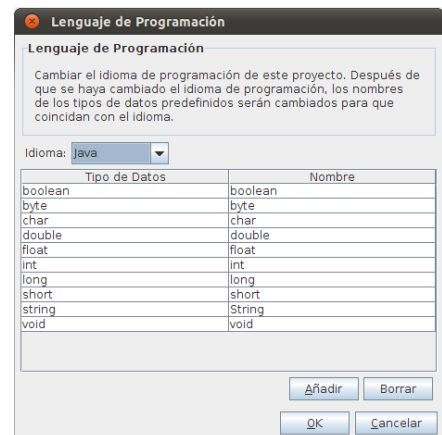 Lenguaje de Programación
Lenguaje de Programación
Cambiar el idioma de programación de este proyecto. Después de
que se haya cambiado el idioma de programación, los nombres
de los tipos de datos predefinidos serán cambiados para que
coincidan con el idioma.
Idioma: Java
Tipo de Datos Nombre
boolean boolean
byte byte
char char
double double
float float
int int
long long
short short
string String
void void
Añadir Borrar
OK Cancelar